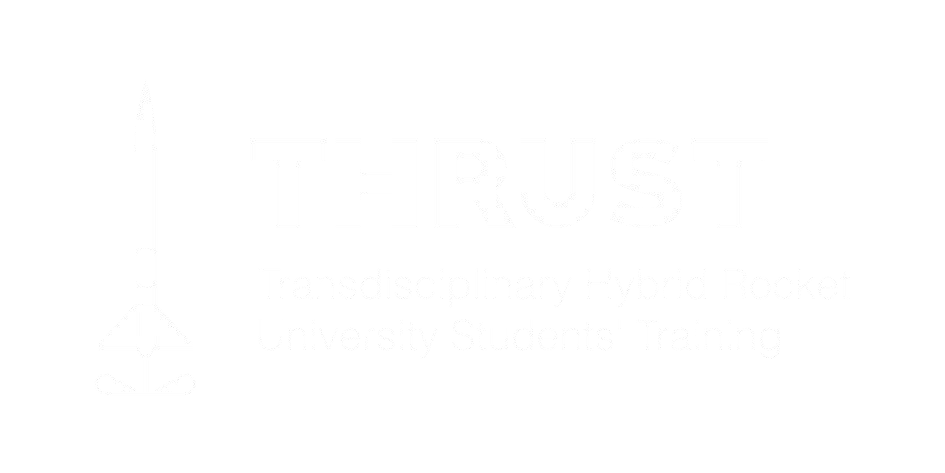 THRUST
Transdisciplinary Hybrid Rocket
University Students Training